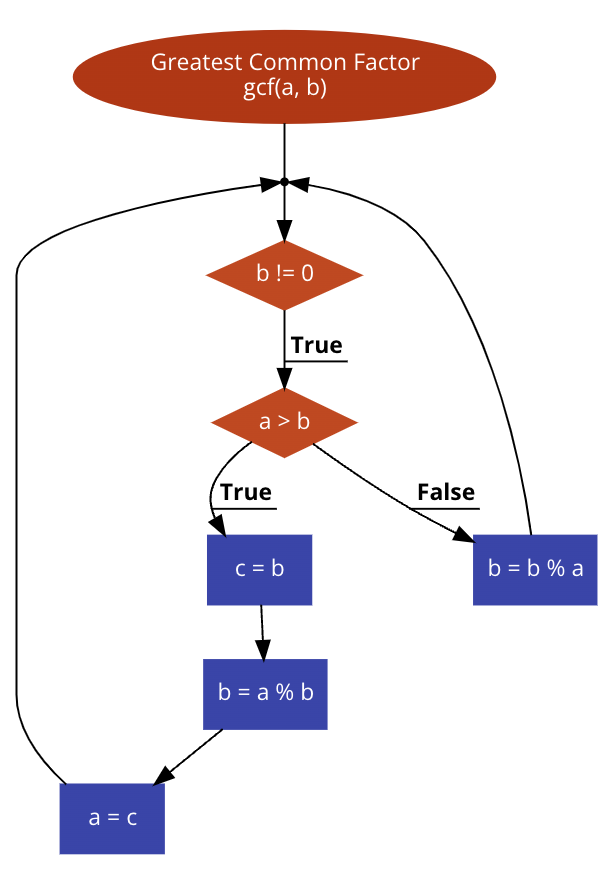 Greatest Common Factor
gcf(a, b)
b != 0
True
a > b
True
False
c = b
b = b % a
b = a % b
a = c